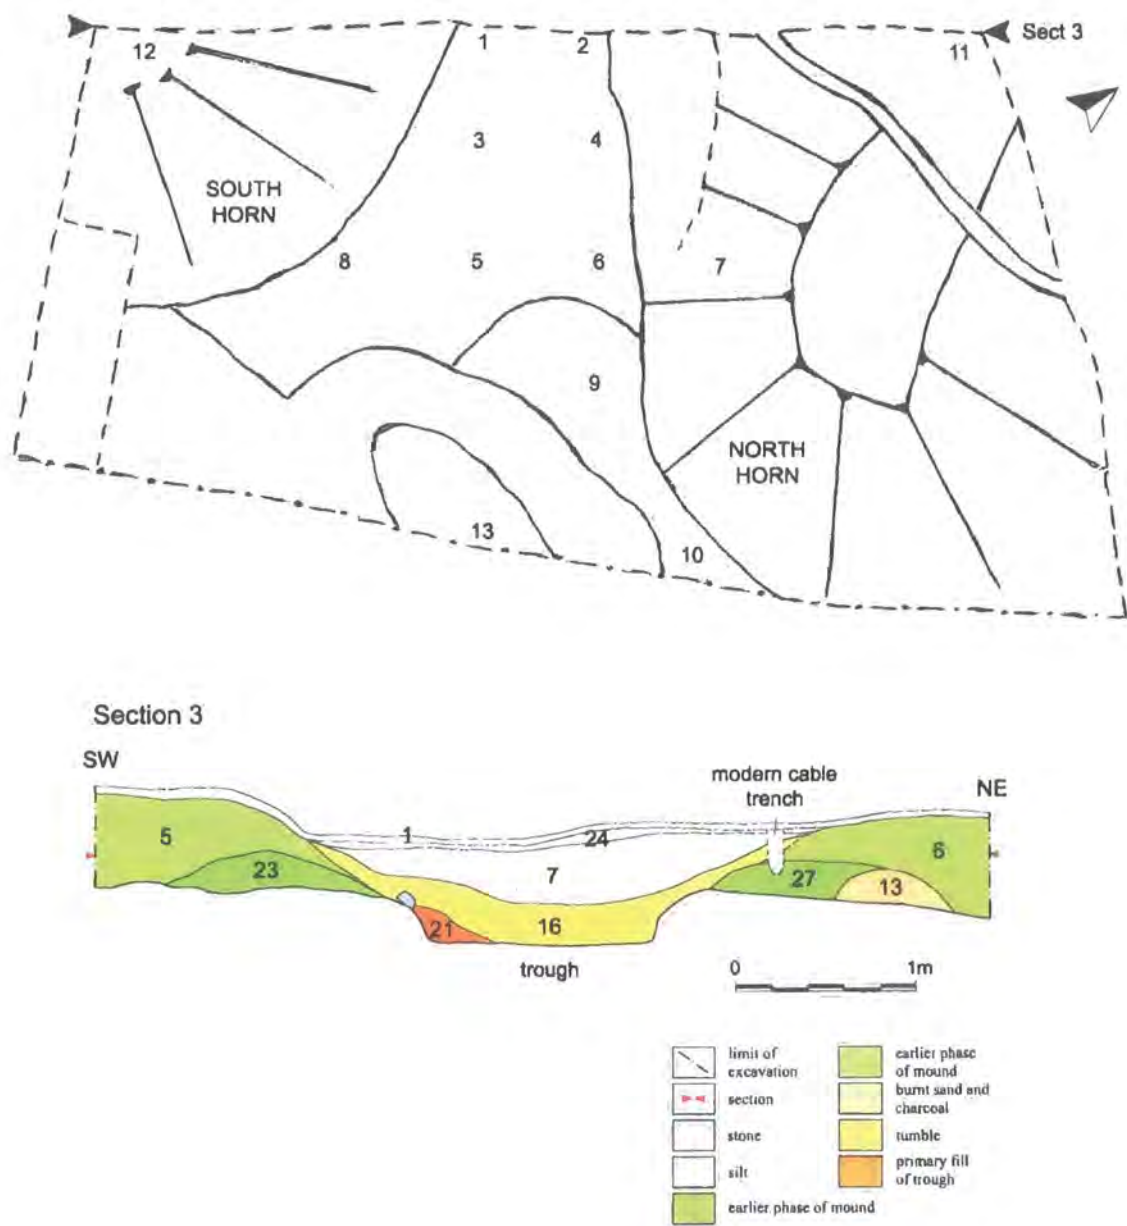 12
1
2
11
Sect 3
3
4
SOUTH
HORN
8
5
6
7
9
NORTH
HORN
13
10
Section 3
SW
modern cable
trench
NE
5
1
24
6
23
7
27
13
21
16
trough
0
1m
limit of
excavation
section
stone
silt
earlier phase of mound
earlier phase
of mound
burnt sand and
charcoal
tumble
primary fill
of trough